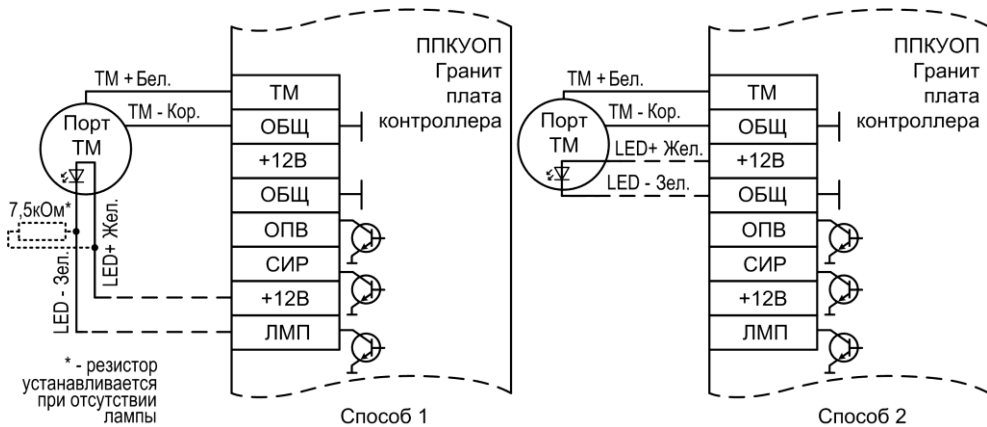 ППКУОП
Гранит
плата
контроллера
ТМ + Бел.
ТМ - Кор.
Порт
ТМ
7,5кОм*
LED - Зел.
LED+ Жел.
ТМ
ОБЩ
+12В
ОБЩ
ОПВ
СИР
+12В
ЛМП
* - резистор
устанавливается
при отсутствии
лампы
Способ 1
ППКУОП
Гранит
плата
контроллера
ТМ + Бел.
ТМ - Кор.
Порт
ТМ
LED+ Жел.
LED - Зел.
ТМ
ОБЩ
+12В
ОБЩ
ОПВ
СИР
+12В
ЛМП
Способ 2